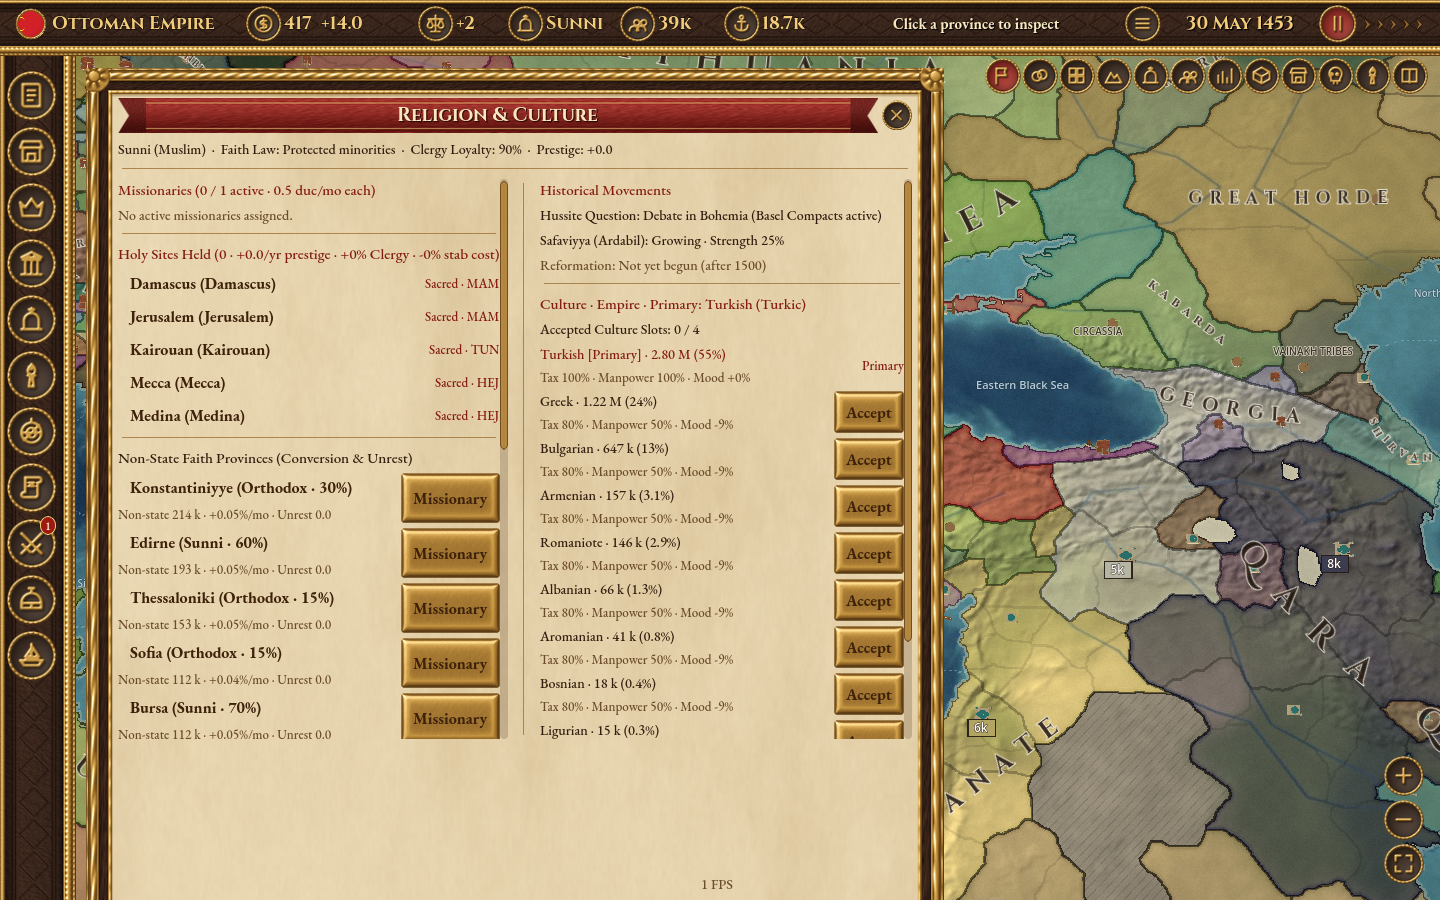 OTTOMAN EMPIRE 417 +14.0 +2 SUNNI 39K 18.7K Click a province to inspect 30 MAY 1453
RELIGION & CULTURE
Sunni (Muslim) · Faith Law: Protected minorities · Clergy Loyalty: 90% · Prestige: +0.0
Missionaries (0 / 1 active · 0.5 duc/mo each)
No active missionaries assigned.
Holy Sites Held (0 · +0.0/yr prestige · +0% Clergy · -0% stab cost)
Damascus (Damascus) Sacred · MAM
Jerusalem (Jerusalem) Sacred · MAM
Kairouan (Kairouan) Sacred · TUN
Mecca (Mecca) Sacred · HEJ
Medina (Medina) Sacred · HEJ
Non-State Faith Provinces (Conversion & Unrest)
Konstantiniyye (Orthodox · 30%)
Non-state 214 k · +0.05%/mo · Unrest 0.0
Missionary
Edirne (Sunni · 60%)
Non-state 193 k · +0.05%/mo · Unrest 0.0
Missionary
Thessaloniki (Orthodox · 15%)
Non-state 153 k · +0.05%/mo · Unrest 0.0
Missionary
Sofia (Orthodox · 15%)
Non-state 112 k · +0.04%/mo · Unrest 0.0
Missionary
Bursa (Sunni · 70%)
Non-state 112 k · +0.05%/mo · Unrest 0.0
Missionary
Historical Movements
Hussite Question: Debate in Bohemia (Basel Compacts active)
Safaviyya (Ardabil): Growing · Strength 25%
Reformation: Not yet begun (after 1500)
Culture · Empire · Primary: Turkish (Turkic)
Accepted Culture Slots: 0 / 4
Turkish [Primary] · 2.80 M (55%)
Primary
Tax 100% · Manpower 100% · Mood +0%
Greek · 1.22 M (24%)
Tax 80% · Manpower 50% · Mood -9%
Accept
Bulgarian · 647 k (13%)
Tax 80% · Manpower 50% · Mood -9%
Accept
Armenian · 157 k (3.1%)
Tax 80% · Manpower 50% · Mood -9%
Accept
Romaniote · 146 k (2.9%)
Tax 80% · Manpower 50% · Mood -9%
Accept
Albanian · 66 k (1.3%)
Tax 80% · Manpower 50% · Mood -9%
Accept
Aromanian · 41 k (0.8%)
Tax 80% · Manpower 50% · Mood -9%
Accept
Bosnian · 18 k (0.4%)
Tax 80% · Manpower 50% · Mood -9%
Accept
Ligurian · 15 k (0.3%)
1 FPS
1
GREAT HORDE
KABARDA
CIRCASSIA
VAINAKH TRIBES
North
Eastern Black Sea
GEORGIA
SHIRVAN
5k
8k
QARA Q
6k
ANATE
EA
THUANIA